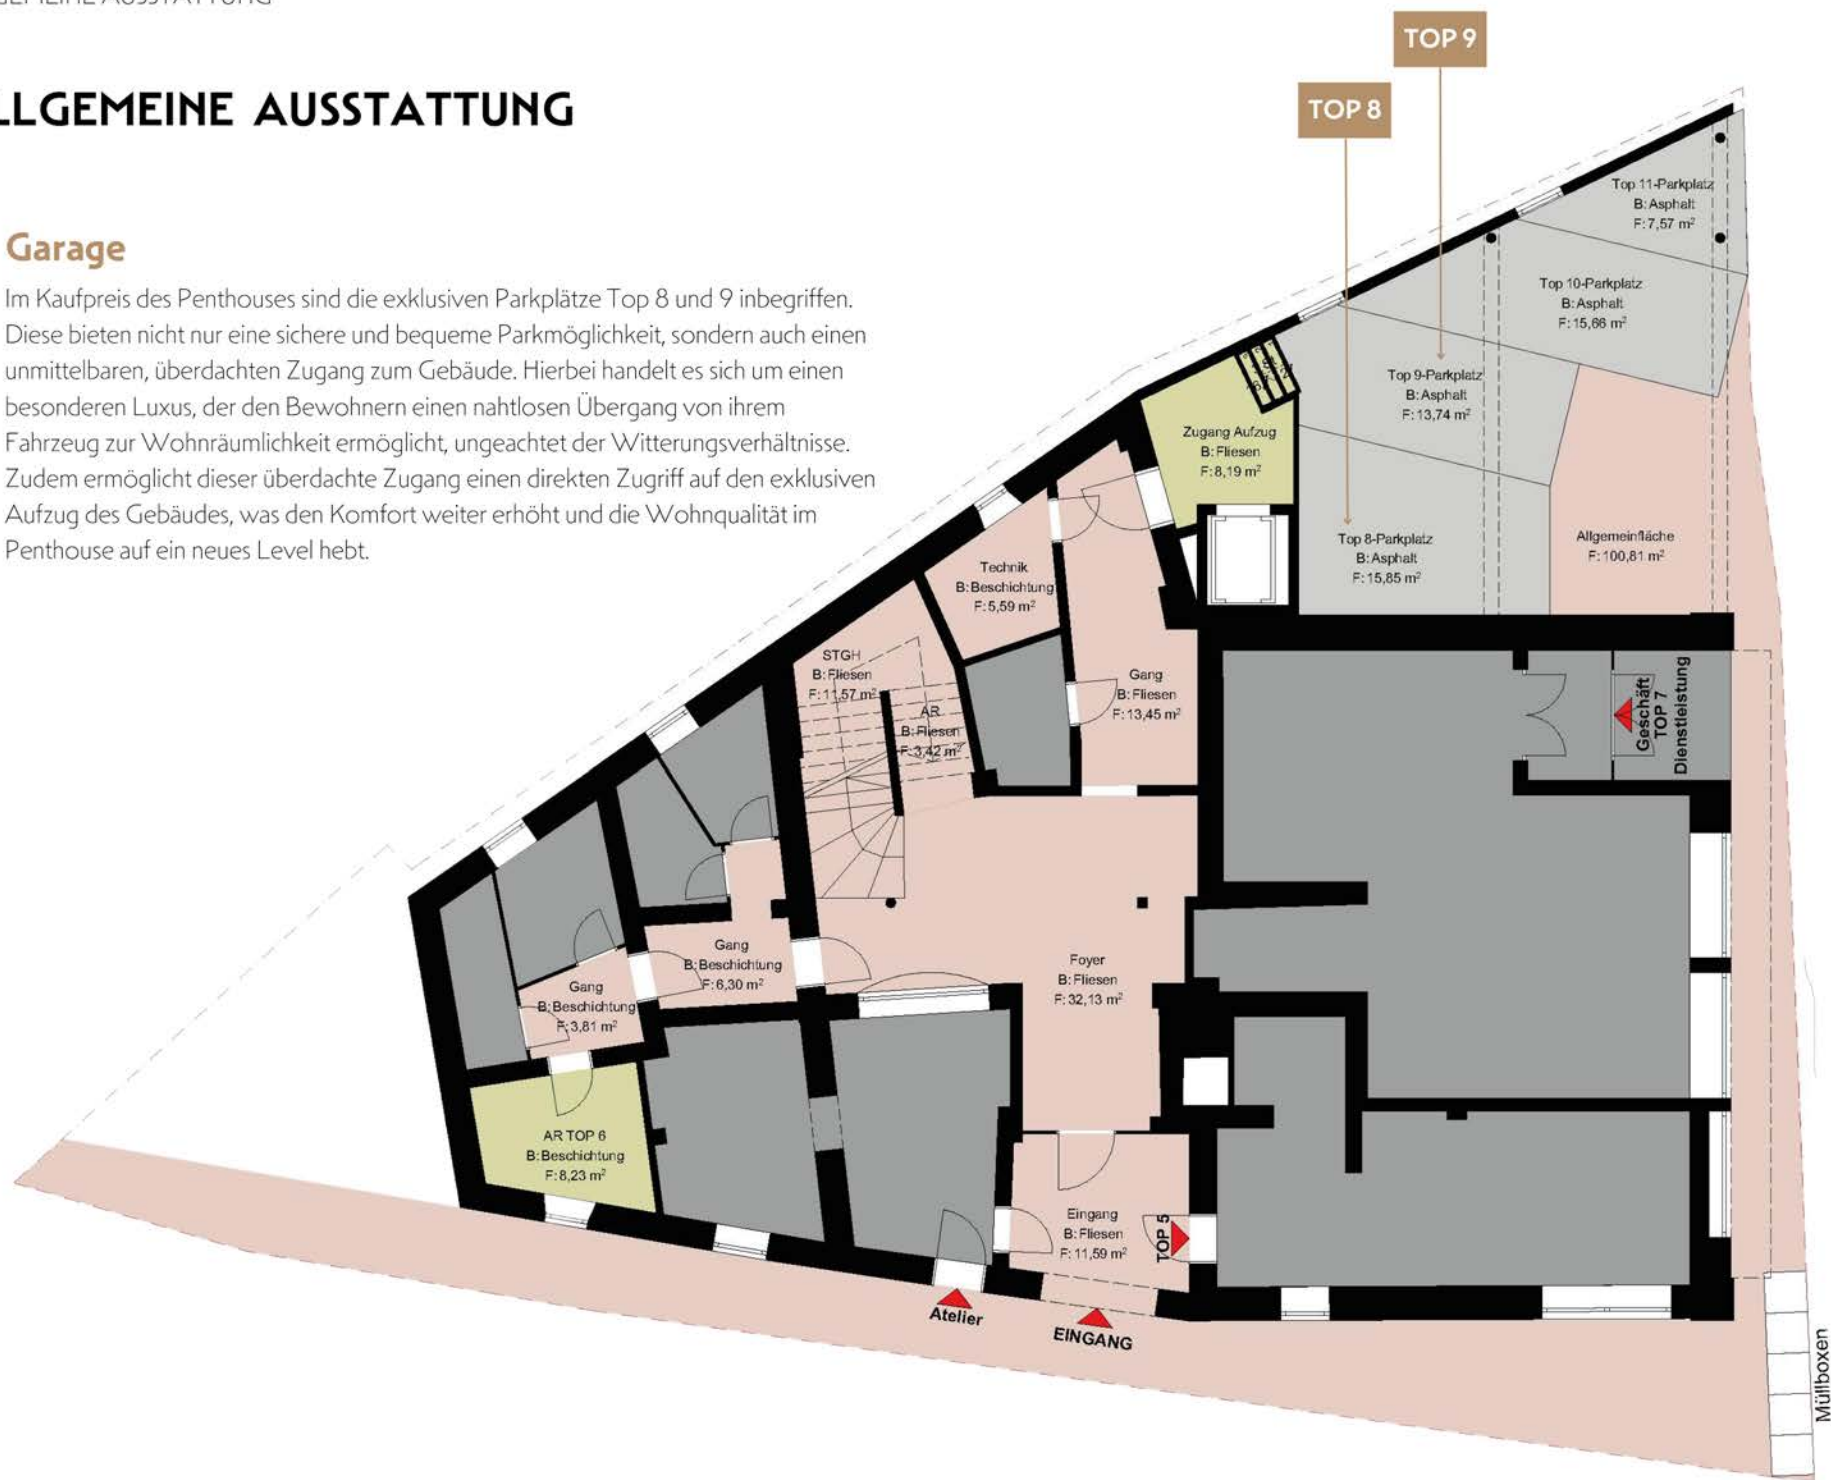 GEMEINE AUSSTATTUNG
LLGEMEINE AUSSTATTUNG
Garage
Im Kaufpreis des Penthouses sind die exklusiven Parkplätze Top 8 und 9 inbegriffen.
Diese bieten nicht nur eine sichere und bequeme Parkmöglichkeit, sondern auch einen
unmittelbaren, überdachten Zugang zum Gebäude. Hierbei handelt es sich um einen
besonderen Luxus, der den Bewohnern einen nahtlosen Übergang von ihrem
Fahrzeug zur Wohnräumlichkeit ermöglicht, ungeachtet der Witterungsverhältnisse.
Zudem ermöglicht dieser überdachte Zugang einen direkten Zugriff auf den exklusiven
Aufzug des Gebäudes, was den Komfort weiter erhöht und die Wohnqualität im
Penthouse auf ein neues Level hebt.
TOP 9
TOP 8
Top 11-Parkplatz
B:Asphalt
F:7,57 m²
Top 10-Parkplatz
B:Asphalt
F:15,66 m²
Top 9-Parkplatz
B:Asphalt
F:13,74 m²
Zugang Aufzug
B:Fliesen
F:8,19 m²
Top 8-Parkplatz
B:Asphalt
F:15,85 m²
Allgemeinfläche
F:100,81 m²
Technik
B:Beschichtung
F:5,59 m²
STGH
B:Fliesen
F:11,57 m²
AR
B:Fliesen
F:3,42 m²
Gang
B:Fliesen
F:13,45 m²
Geschäft
TOP 7
Dienstleistung
Gang
B:Beschichtung
F:6,30 m²
Gang
B:Beschichtung
F:3,81 m²
Foyer
B:Fliesen
F:32,13 m²
AR TOP 6
B:Beschichtung
F:8,23 m²
Eingang
B:Fliesen
F:11,59 m²
TOP 5
Atelier
EINGANG
Müllboxen